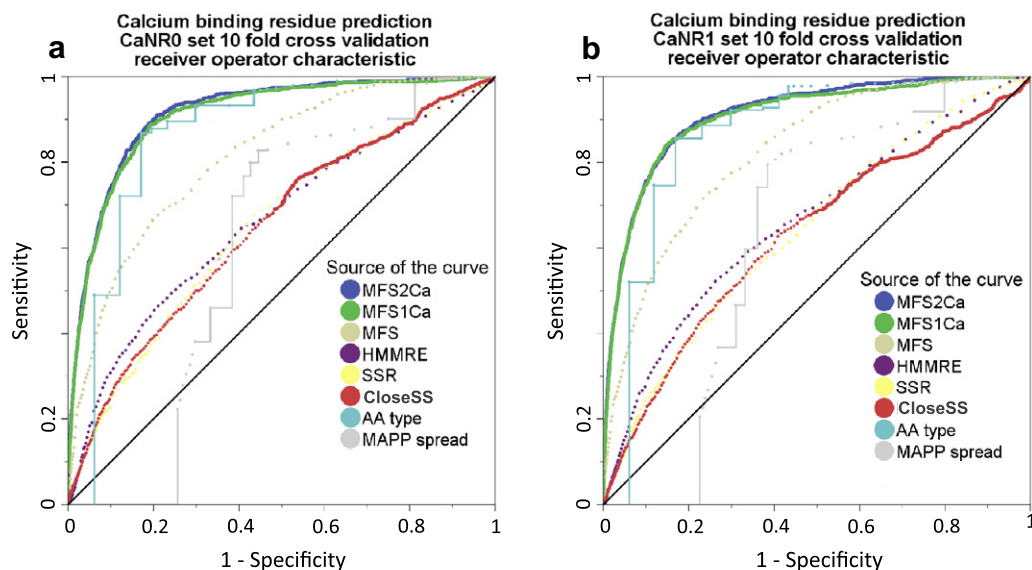 a
Calcium binding residue prediction
CaNR0 set 10 fold cross validation
receiver operator characteristic
1
0.8
0.2
0
Sensitivity
Source of the curve
MFS2Ca
MFS1Ca
MFS
HMMRE
SSR
CloseSS
AA type
MAPP spread
0
0.2
0.4
0.6
0.8
1
1 - Specificity
b
Calcium binding residue prediction
CaNR1 set 10 fold cross validation
receiver operator characteristic
1
0.8
0.2
0
Sensitivity
Source of the curve
MFS2Ca
MFS1Ca
MFS
HMMRE
SSR
CloseSS
AA type
MAPP spread
0
0.2
0.4
0.6
0.8
1
1 - Specificity